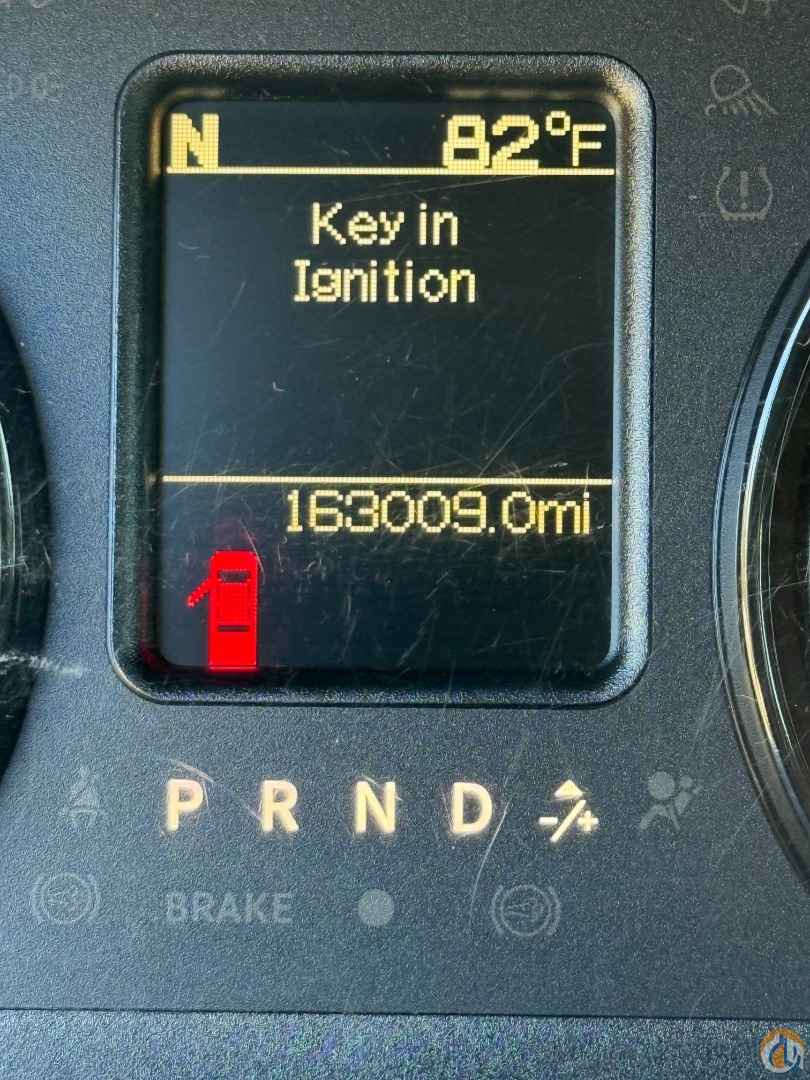 N 82°F
Key in
Ignition
163009.0mi
P R N D -/+
BRAKE